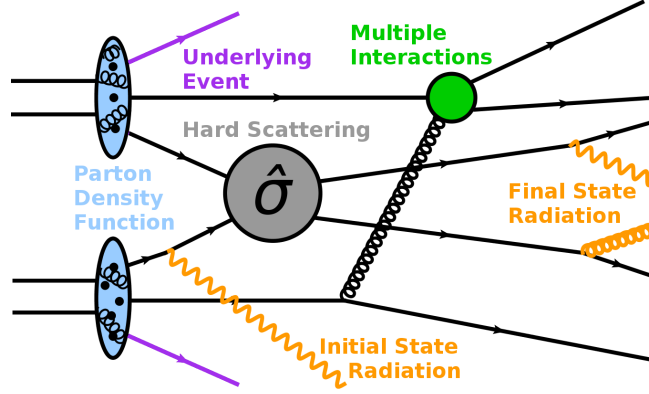 Multiple
Interactions
Underlying
Event
Hard Scattering
Parton
Density
Function
σ̂
Final State
Radiation
Initial State
Radiation